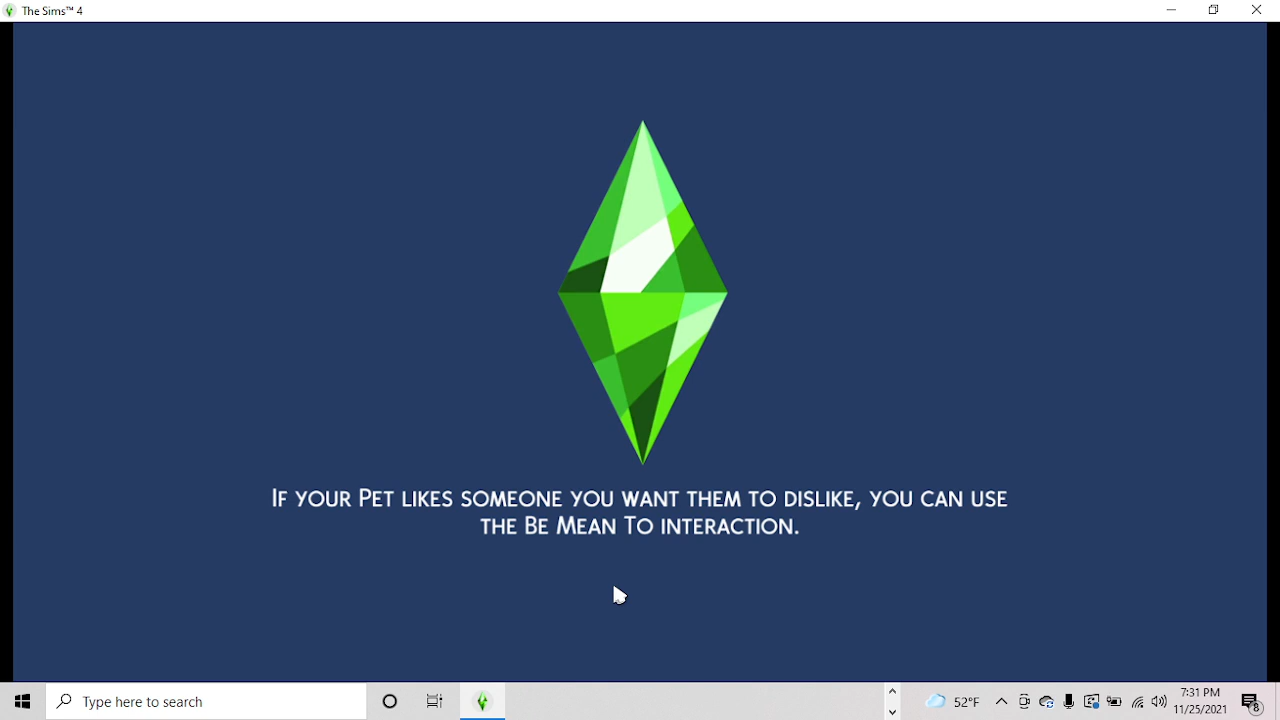 The Sims™ 4
If your Pet likes someone you want them to dislike, you can use
the Be Mean To interaction.
Type here to search
52°F
7:31 PM
11/25/2021
8